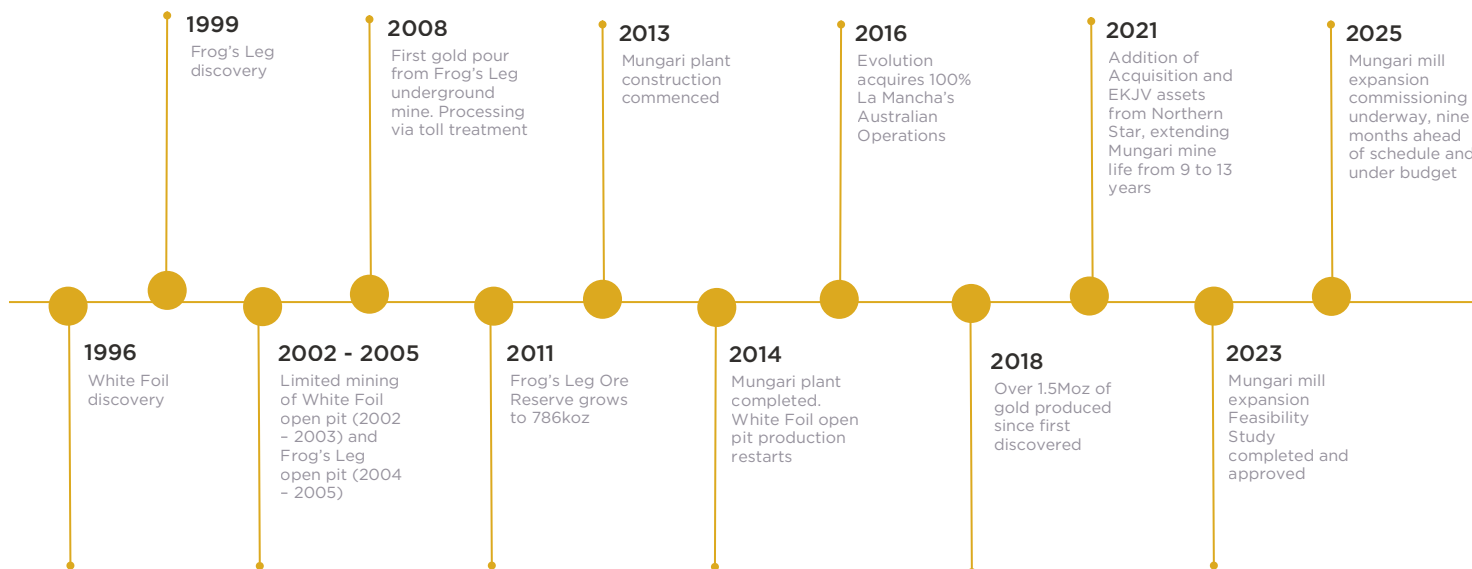 1999
Frog's Leg
discovery
2008
First gold pour
from Frog's Leg
underground
mine. Processing
via toll treatment
2013
Mungari plant
construction
commenced
2016
Evolution
acquires 100%
La Mancha's
Australian
Operations
2021
Addition of
Acquisition and
EKJV assets
from Northern
Star, extending
Mungari mine
life from 9 to 13
years
2025
Mungari mill
expansion
commissioning
underway, nine
months ahead
of schedule and
under budget
1996
White Foil
discovery
2002 - 2005
Limited mining
of White Foil
open pit (2002
– 2003) and
Frog's Leg
open pit (2004
– 2005)
2011
Frog's Leg Ore
Reserve grows
to 786koz
2014
Mungari plant
completed.
White Foil open
pit production
restarts
2018
Over 1.5Moz of
gold produced
since first
discovered
2023
Mungari mill
expansion
Feasibility
Study
completed and
approved